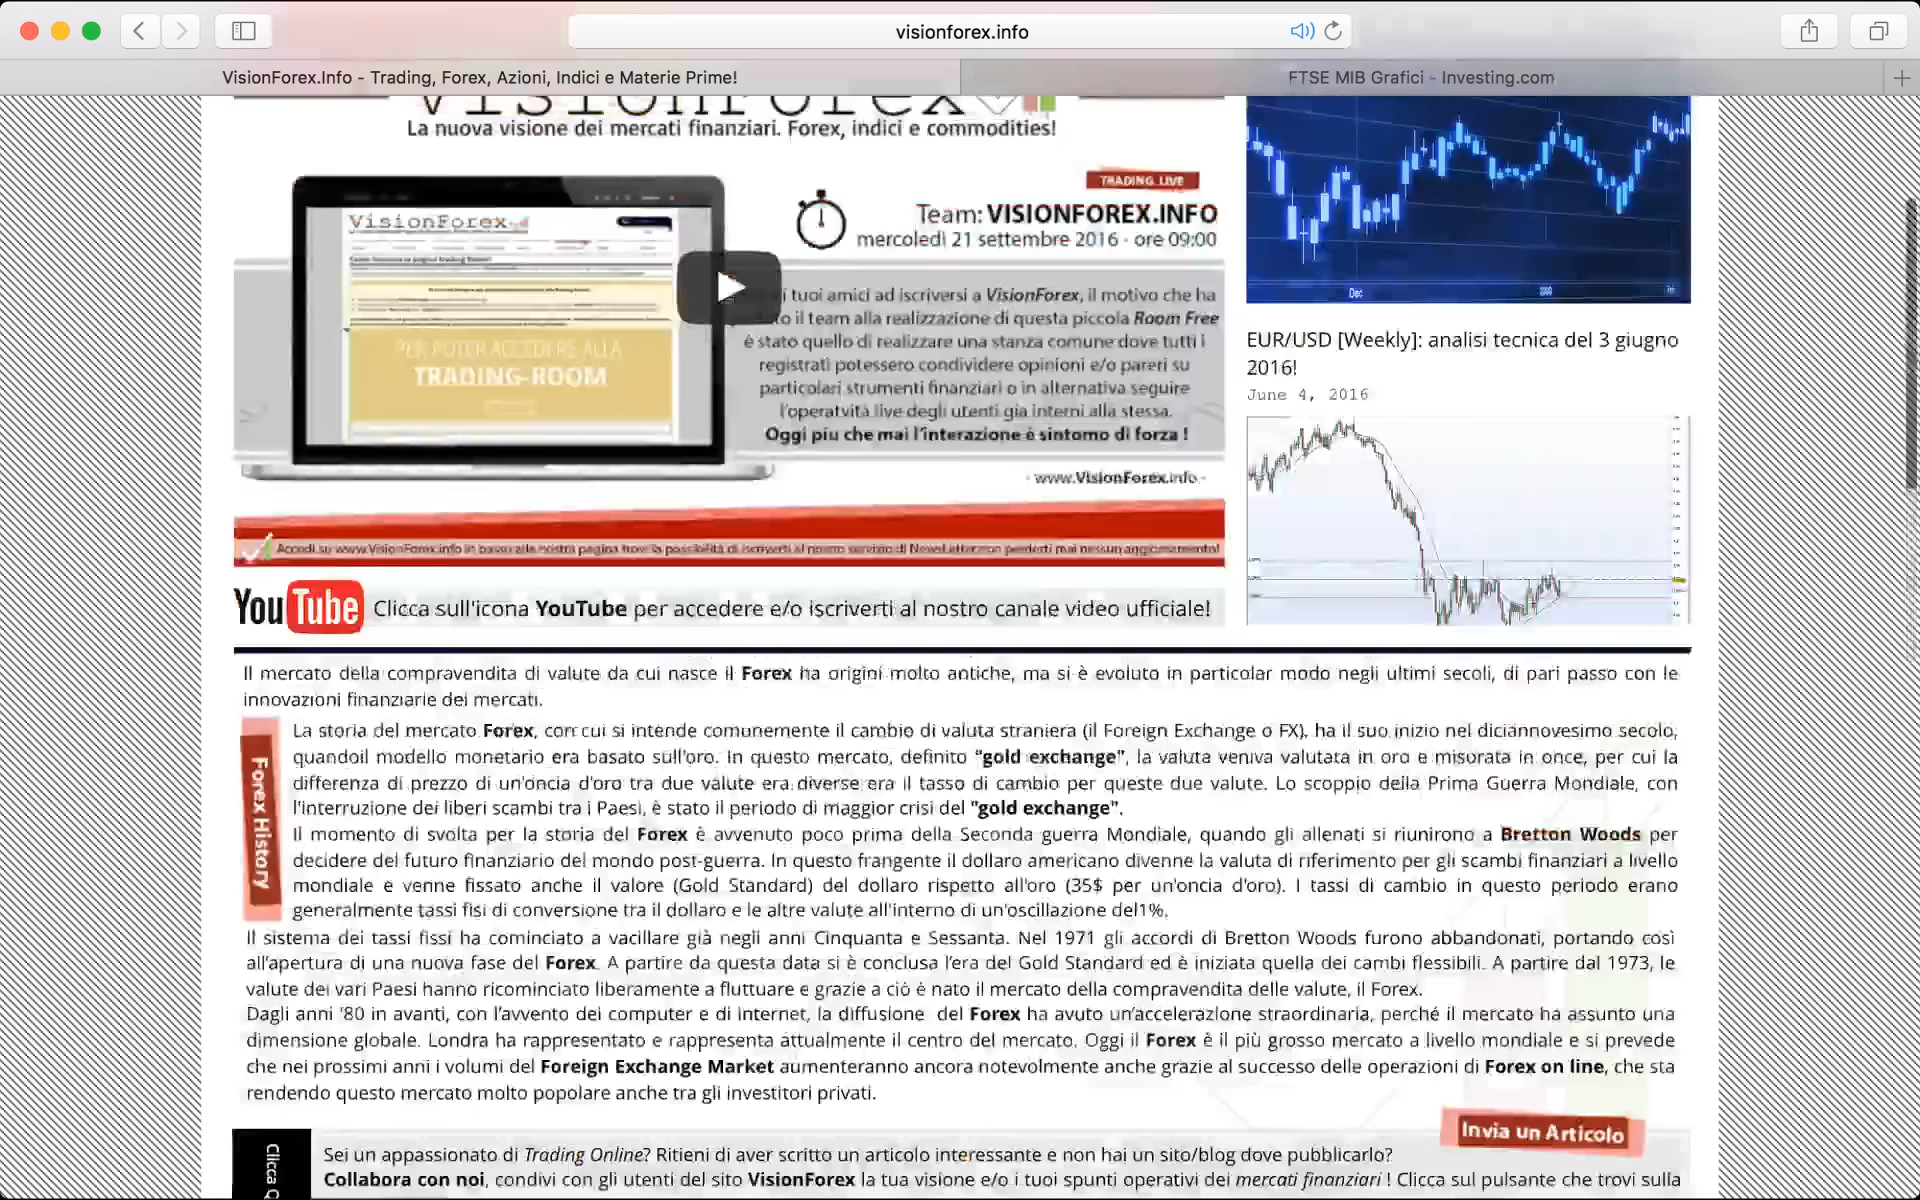 visionforex.info
VisionForex.Info - Trading, Forex, Azioni, Indici e Materie Prime!
FTSE MIB Grafici - Investing.com
VisionForex
La nuova visione dei mercati finanziari. Forex, indici e commodities!
TRADING LIVE
Team: VISIONFOREX.INFO
mercoledì 21 settembre 2016 - ore 09:00
VisionForex
PER POTER ACCEDERE ALLA
TRADING-ROOM
i tuoi amici ad iscriversi a VisionForex, il motivo che ha
il team alla realizzazione di questa piccola Room Free
è stato quello di realizzare una stanza comune dove tutti i
registrati potessero condividere opinioni e/o pareri su
particolari strumenti finanziari o in alternativa seguire
l'operatività live degli utenti gia interni alla stessa.
Oggi piu che mai l'interazione è sintomo di forza !
- www.VisionForex.info -
Accedi su www.VisionForex.info in basso alle nostra pagina trovi la possibilità di iscriverti al nostro servizio di NewsLetter non perderti mai nessun aggiornamento!
YouTube Clicca sull'icona YouTube per accedere e/o iscriverti al nostro canale video ufficiale!
Dec
EUR/USD [Weekly]: analisi tecnica del 3 giugno
2016!
June 4, 2016
Il mercato della compravendita di valute da cui nasce il Forex ha origini molto antiche, ma si è evoluto in particolar modo negli ultimi secoli, di pari passo con le
innovazioni finanziarie dei mercati.
Forex History
La storia del mercato Forex, con cui si intende comunemente il cambio di valuta straniera (il Foreign Exchange o FX), ha il suo inizio nel diciannovesimo secolo,
quandoil modello monetario era basato sull'oro. In questo mercato, definito "gold exchange", la valuta veniva valutata in oro e misorata in once, per cui la
differenza di prezzo di un'oncia d'oro tra due valute era diverse era il tasso di cambio per queste due valute. Lo scoppio della Prima Guerra Mondiale, con
l'interruzione dei liberi scambi tra i Paesi, è stato il periodo di maggior crisi del "gold exchange".
Il momento di svolta per la storia del Forex è avvenuto poco prima della Seconda guerra Mondiale, quando gli allenati si riunirono a Bretton Woods per
decidere del futuro finanziario del mondo post-guerra. In questo frangente il dollaro americano divenne la valuta di riferimento per gli scambi finanziari a livello
mondiale e venne fissato anche il valore (Gold Standard) del dollaro rispetto all'oro (35$ per un'oncia d'oro). I tassi di cambio in questo periodo erano
generalmente tassi fisi di conversione tra il dollaro e le altre valute all'interno di un'oscillazione del1%.
Il sistema dei tassi fissi ha cominciato a vacillare già negli anni Cinquanta e Sessanta. Nel 1971 gli accordi di Bretton Woods furono abbandonati, portando così
all'apertura di una nuova fase del Forex. A partire da questa data si è conclusa l'era del Gold Standard ed è iniziata quella dei cambi flessibili. A partire dal 1973, le
valute dei vari Paesi hanno ricominciato liberamente a fluttuare e grazie a ciò è nato il mercato della compravendita delle valute, il Forex.
Dagli anni '80 in avanti, con l'avvento dei computer e di internet, la diffusione del Forex ha avuto un'accelerazione straordinaria, perché il mercato ha assunto una
dimensione globale. Londra ha rappresentato e rappresenta attualmente il centro del mercato. Oggi il Forex è il più grosso mercato a livello mondiale e si prevede
che nei prossimi anni i volumi del Foreign Exchange Market aumenteranno ancora notevolmente anche grazie al successo delle operazioni di Forex on line, che sta
rendendo questo mercato molto popolare anche tra gli investitori privati.
Invia un Articolo
Clicca Q
Sei un appassionato di Trading Online? Ritieni di aver scritto un articolo interessante e non hai un sito/blog dove pubblicarlo?
Collabora con noi, condivi con gli utenti del sito VisionForex la tua visione e/o i tuoi spunti operativi dei mercati finanziari ! Clicca sul pulsante che trovi sulla